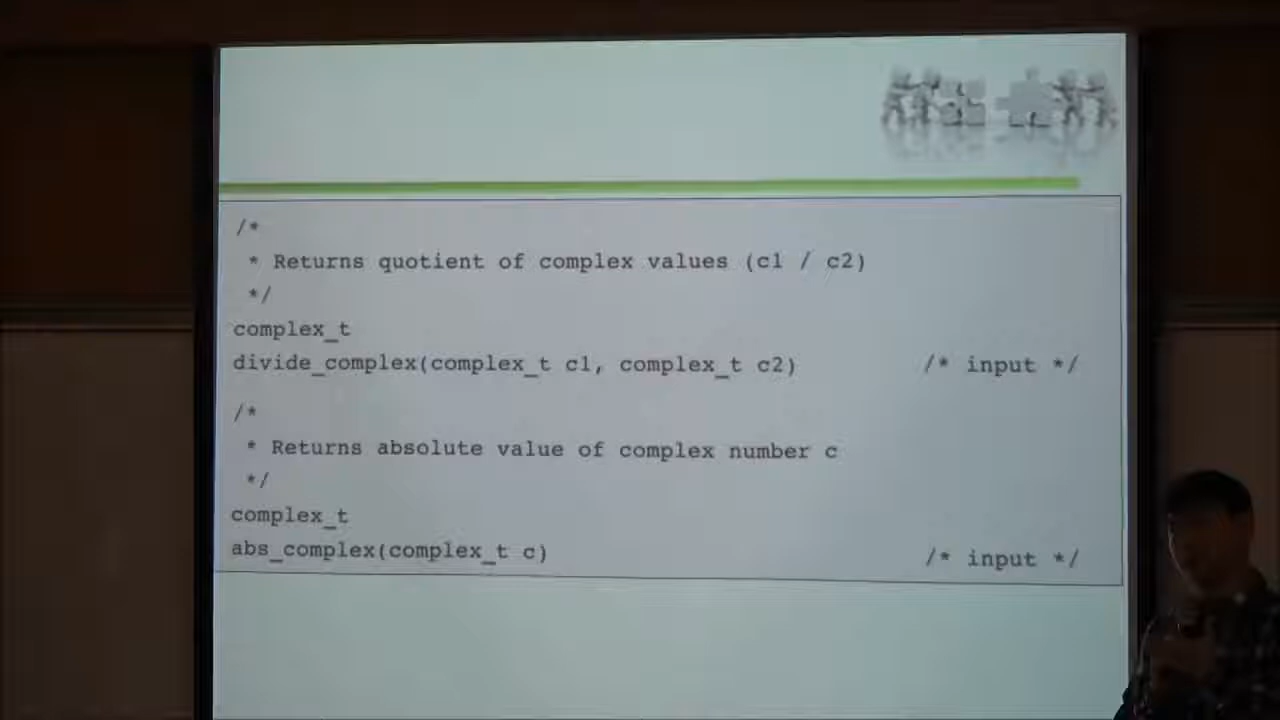 /*
* Returns quotient of complex values (c1 / c2)
*/
complex_t
divide_complex(complex_t c1, complex_t c2) /* input */
/*
* Returns absolute value of complex number c
*/
complex_t
abs_complex(complex_t c) /* input */